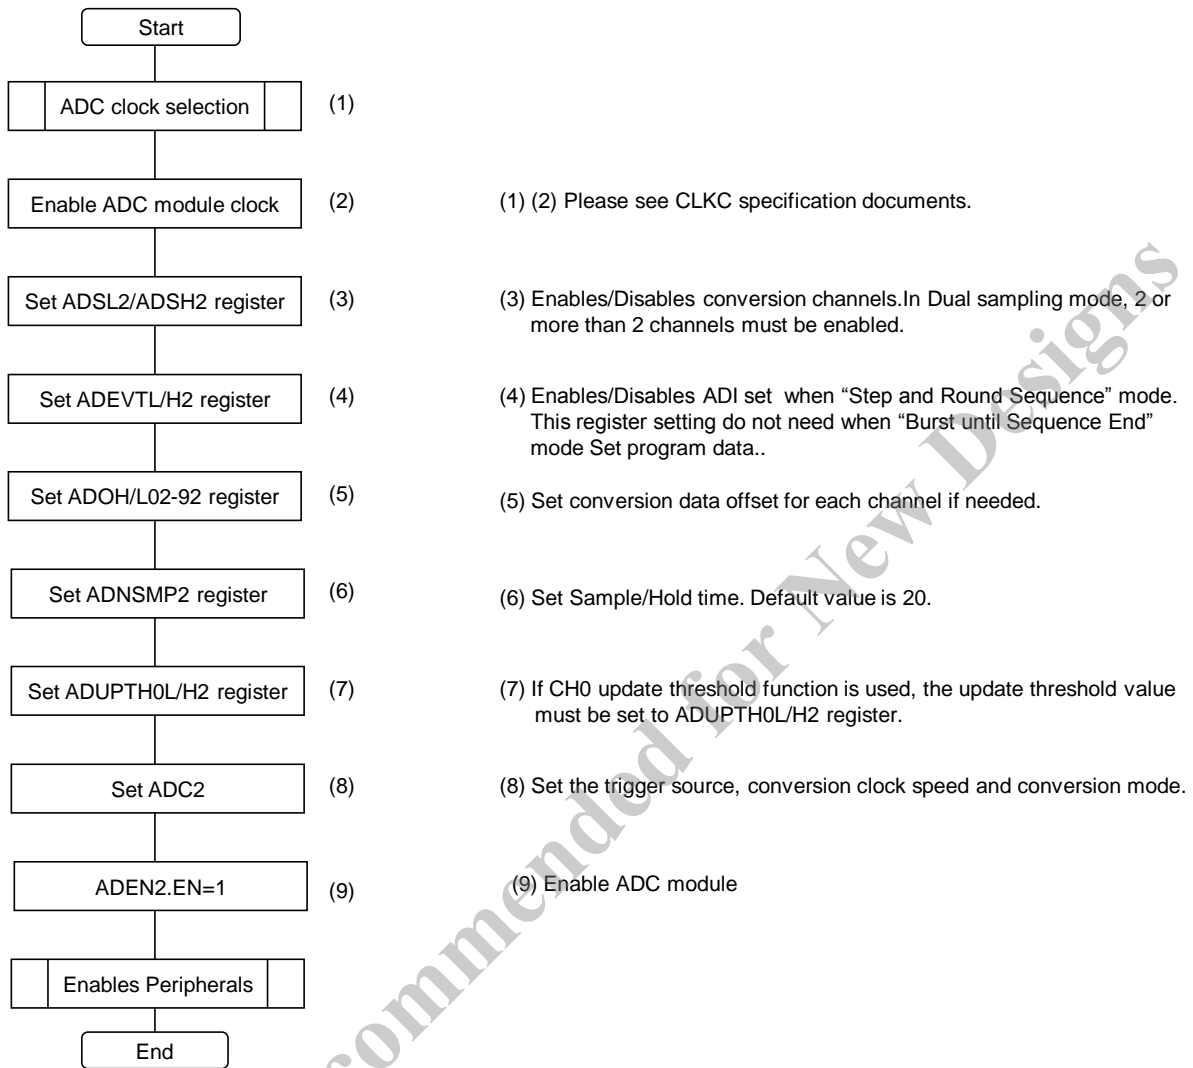 Start
ADC clock selection
(1)
Enable ADC module clock
(2)
(1) (2) Please see CLKC specification documents.
Set ADSL2/ADSH2 register
(3)
(3) Enables/Disables conversion channels.In Dual sampling mode, 2 or
more than 2 channels must be enabled.
Set ADEVTL/H2 register
(4)
(4) Enables/Disables ADI set when “Step and Round Sequence” mode.
This register setting do not need when “Burst until Sequence End”
mode Set program data..
Set ADOH/L02-92 register
(5)
(5) Set conversion data offset for each channel if needed.
Set ADNSMP2 register
(6)
(6) Set Sample/Hold time. Default value is 20.
Set ADUPTH0L/H2 register
(7)
(7) If CH0 update threshold function is used, the update threshold value
must be set to ADUPTH0L/H2 register.
Set ADC2
(8)
(8) Set the trigger source, conversion clock speed and conversion mode.
ADEN2.EN=1
(9)
(9) Enable ADC module
Enables Peripherals
End
commended for New Designs